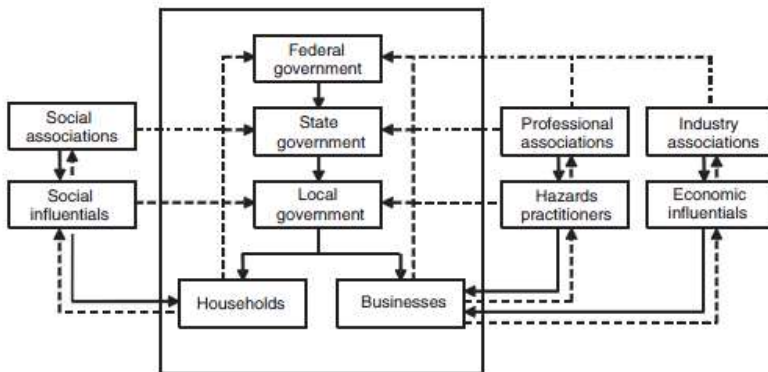 Federal
government
Social
associations
State
government
Professional
associations
Industry
associations
Social
influentials
Local
government
Hazards
practitioners
Economic
influentials
Households
Businesses